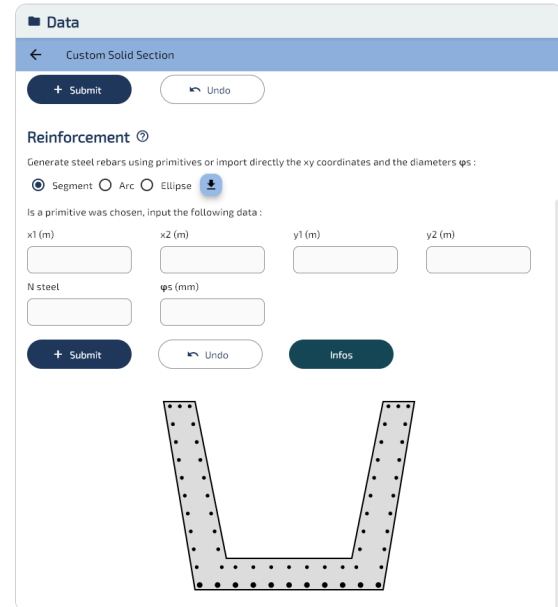 Data
Custom Solid Section
+ Submit Undo
Reinforcement
Generate steel rebars using primitives or import directly the xy coordinates and the diameters φs :
Segment Arc Ellipse
Is a primitive was chosen, input the following data :
x1 (m) x2 (m) y1 (m) y2 (m)
N steel φs (mm)
+ Submit Undo Infos